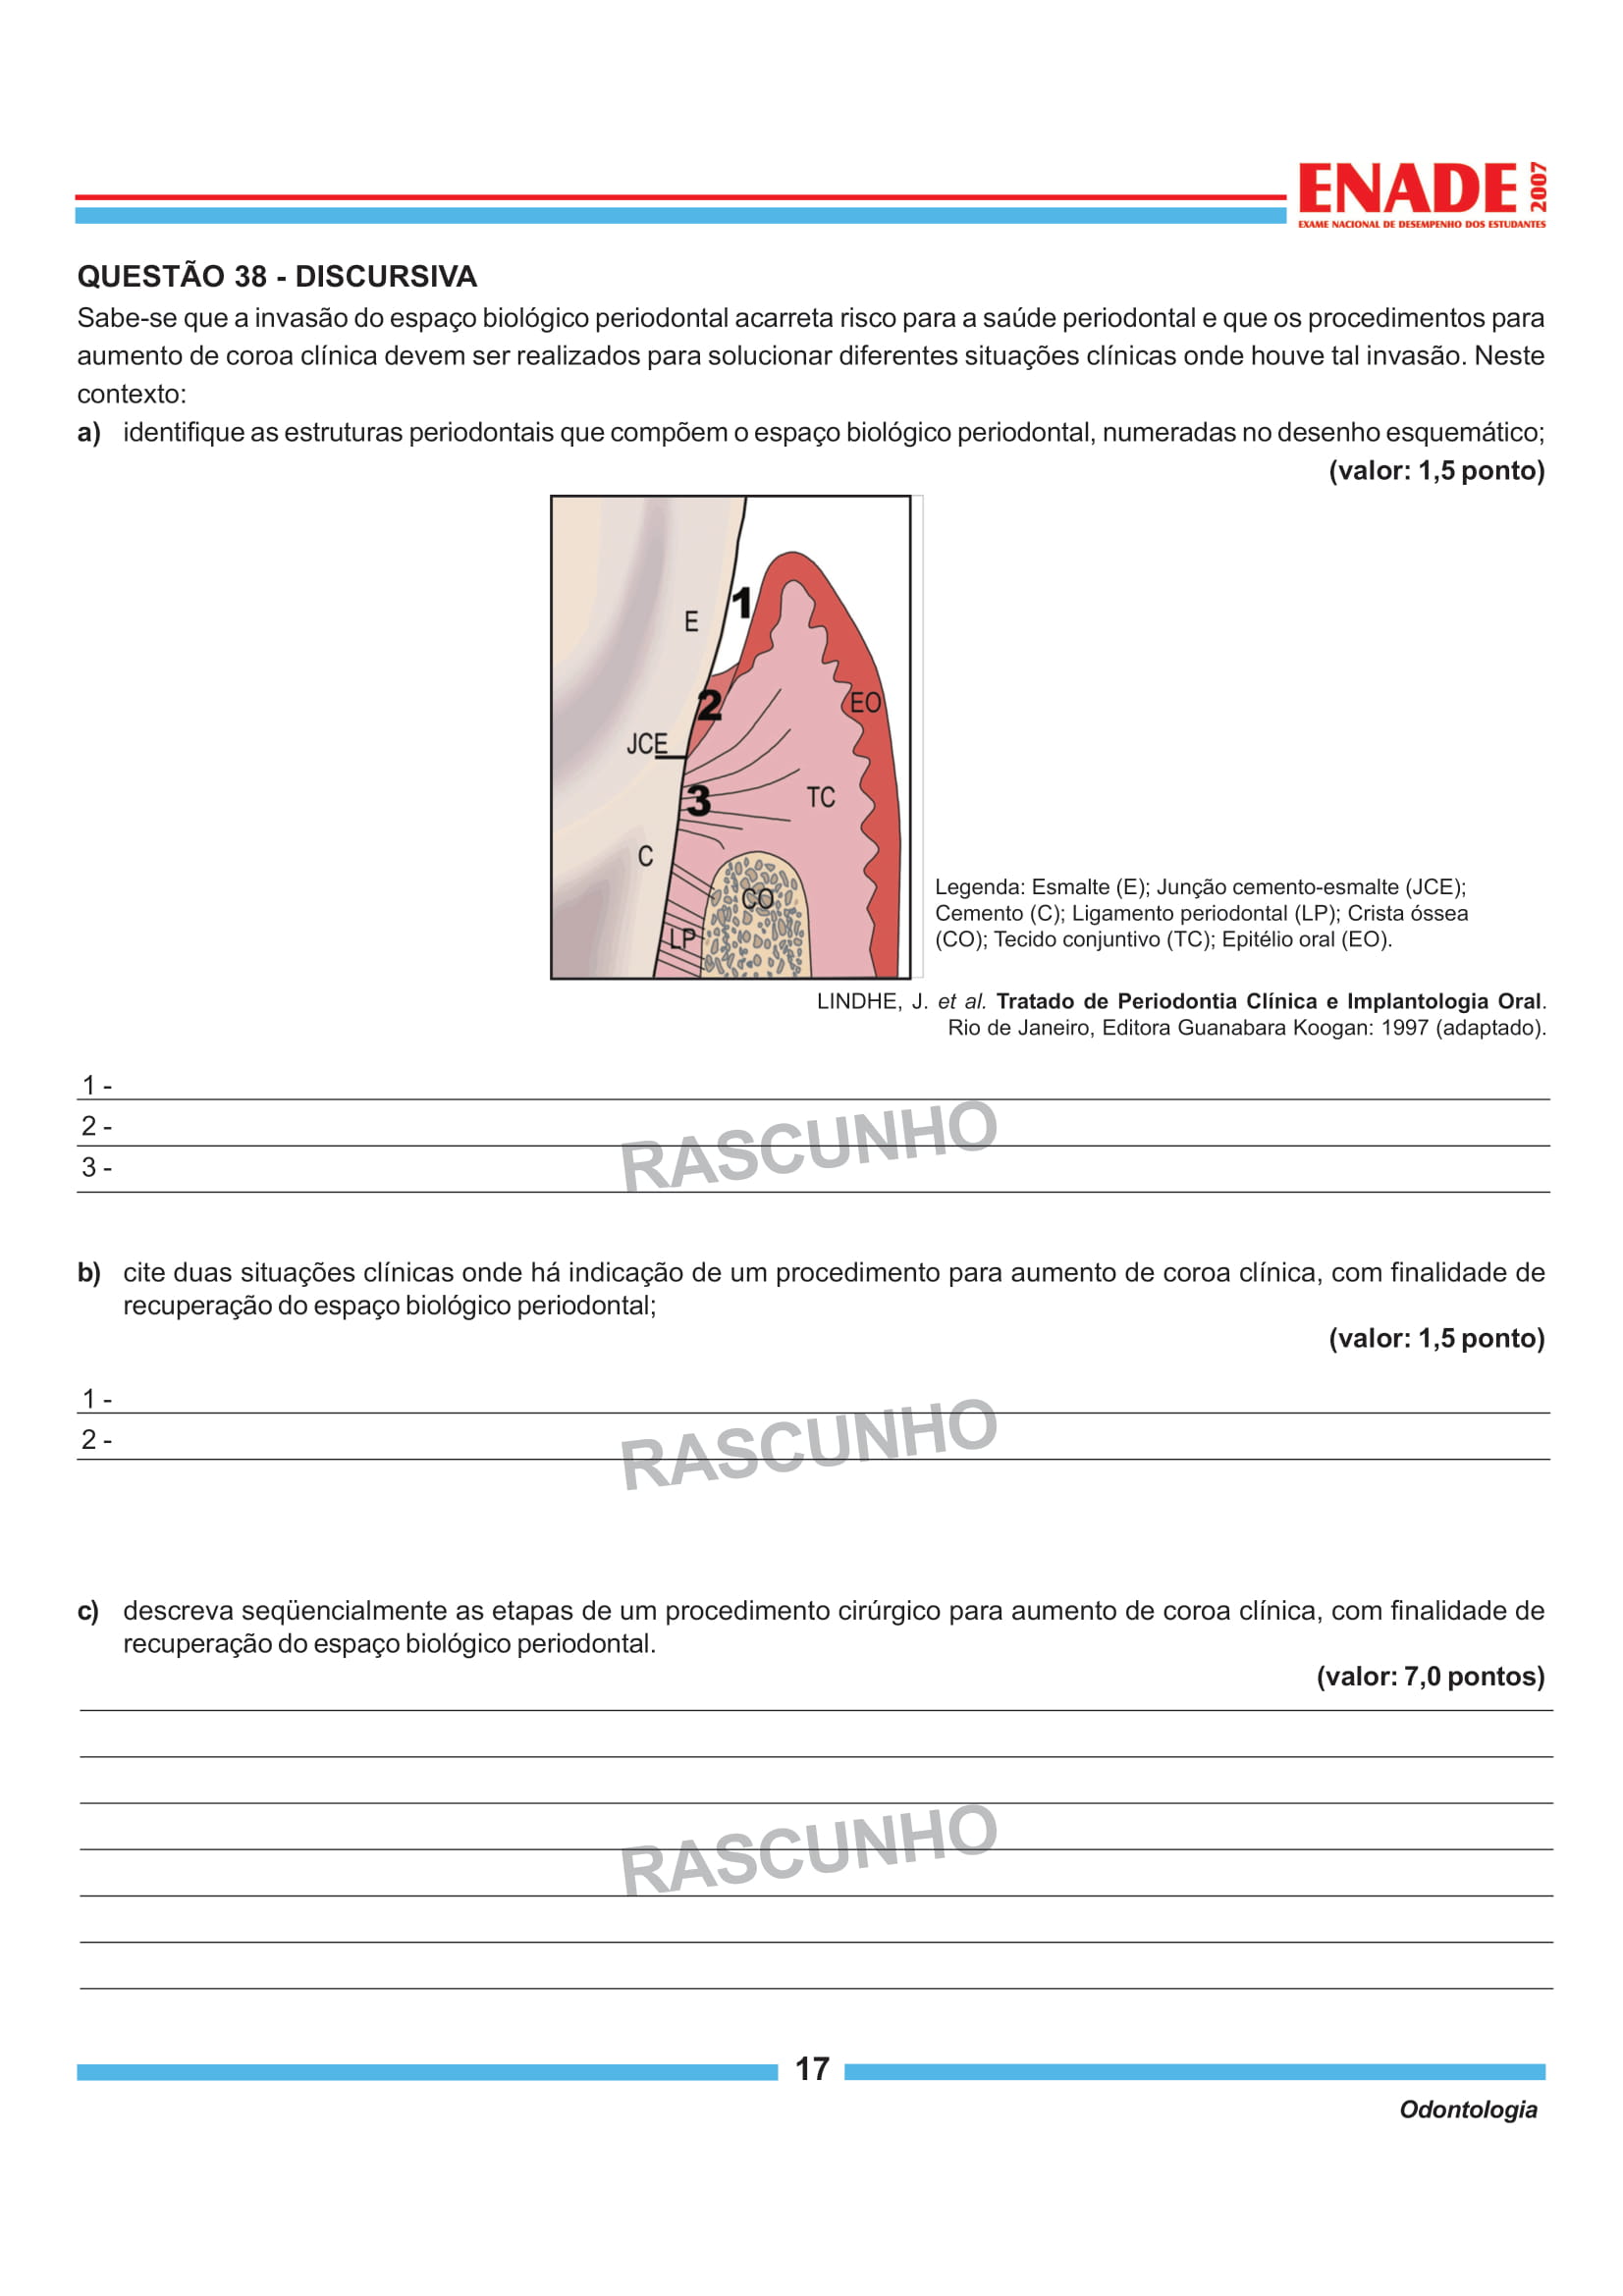 ENADE 2007
EXAME NACIONAL DE DESEMPENHO DOS ESTUDANTES
QUESTÃO 38 - DISCURSIVA
Sabe-se que a invasão do espaço biológico periodontal acarreta risco para a saúde periodontal e que os procedimentos para
aumento de coroa clínica devem ser realizados para solucionar diferentes situações clínicas onde houve tal invasão. Neste
contexto:
a) identifique as estruturas periodontais que compõem o espaço biológico periodontal, numeradas no desenho esquemático;
(valor: 1,5 ponto)
1
E
2
EO
JCE
3
TC
C
CO
LP
Legenda: Esmalte (E); Junção cemento-esmalte (JCE);
Cemento (C); Ligamento periodontal (LP); Crista óssea
(CO); Tecido conjuntivo (TC); Epitélio oral (EO).
LINDHE, J. et al. Tratado de Periodontia Clínica e Implantologia Oral.
Rio de Janeiro, Editora Guanabara Koogan: 1997 (adaptado).
1 -
2 -
3 -
RASCUNHO
b) cite duas situações clínicas onde há indicação de um procedimento para aumento de coroa clínica, com finalidade de
recuperação do espaço biológico periodontal;
(valor: 1,5 ponto)
1 -
2 -
RASCUNHO
c) descreva seqüencialmente as etapas de um procedimento cirúrgico para aumento de coroa clínica, com finalidade de
recuperação do espaço biológico periodontal.
(valor: 7,0 pontos)
RASCUNHO
17
Odontologia